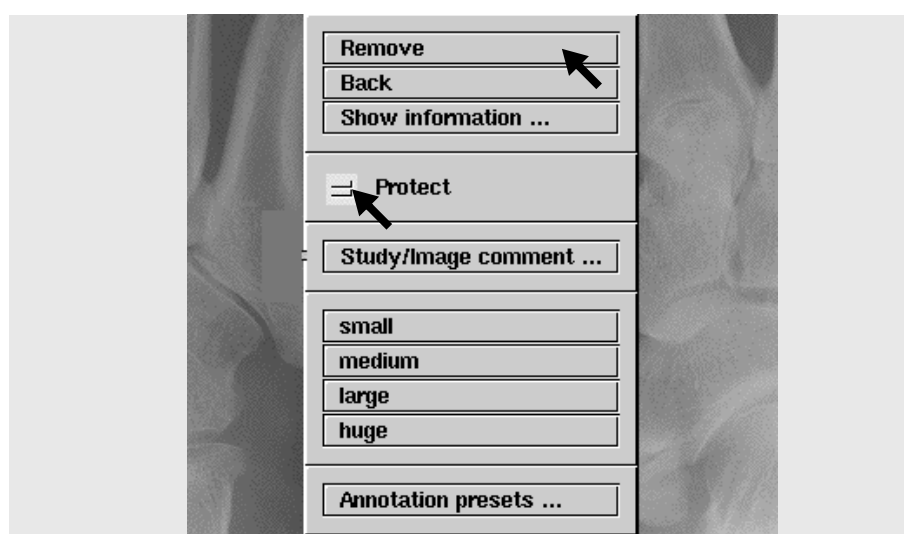 Remove
Back
Show information ...
Protect
Study/Image comment ...
small
medium
large
huge
Annotation presets ...